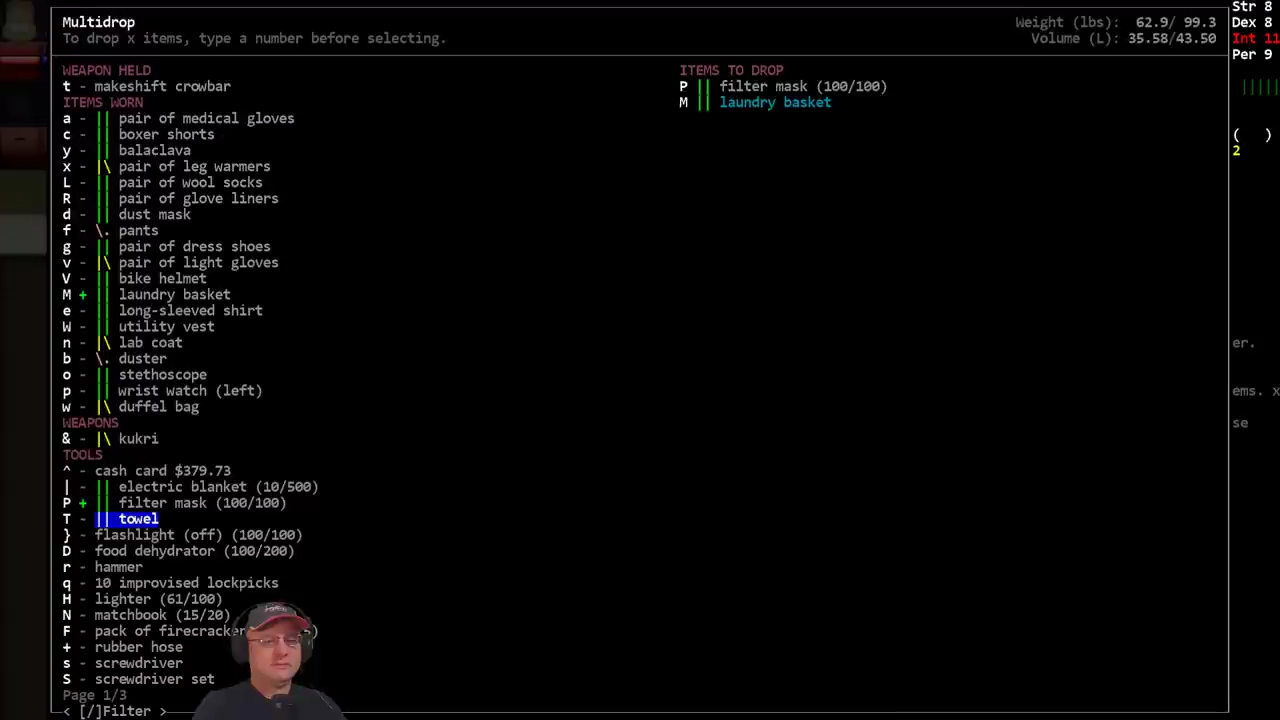 Multidrop
To drop x items, type a number before selecting.
Weight (lbs): 62.9/ 99.3
Volume (L): 35.58/43.50
WEAPON HELD
t - makeshift crowbar
ITEMS WORN
a - || pair of medical gloves
c - || boxer shorts
y - || balaclava
x - |\ pair of leg warmers
L - || pair of wool socks
R - || pair of glove liners
d - || dust mask
f - \. pants
g - || pair of dress shoes
v - |\ pair of light gloves
V - || bike helmet
M + || laundry basket
e - || long-sleeved shirt
W - || utility vest
n - |\ lab coat
b - \. duster
o - || stethoscope
p - || wrist watch (left)
w - |\ duffel bag
WEAPONS
& - |\ kukri
TOOLS
^ - cash card $379.73
| - || electric blanket (10/500)
P + || filter mask (100/100)
T - || towel
} - flashlight (off) (100/100)
D - food dehydrator (100/200)
r - hammer
q - 10 improvised lockpicks
H - lighter (61/100)
N - matchbook (15/20)
F - pack of firecracker )
+ - rubber hose
s - screwdriver
S - screwdriver set
Page 1/3
< [/]Filter >
ITEMS TO DROP
P || filter mask (100/100)
M || laundry basket
Str 8
Dex 8
Int 11
Per 9
|||||
( )
2
er.
ems. x
se